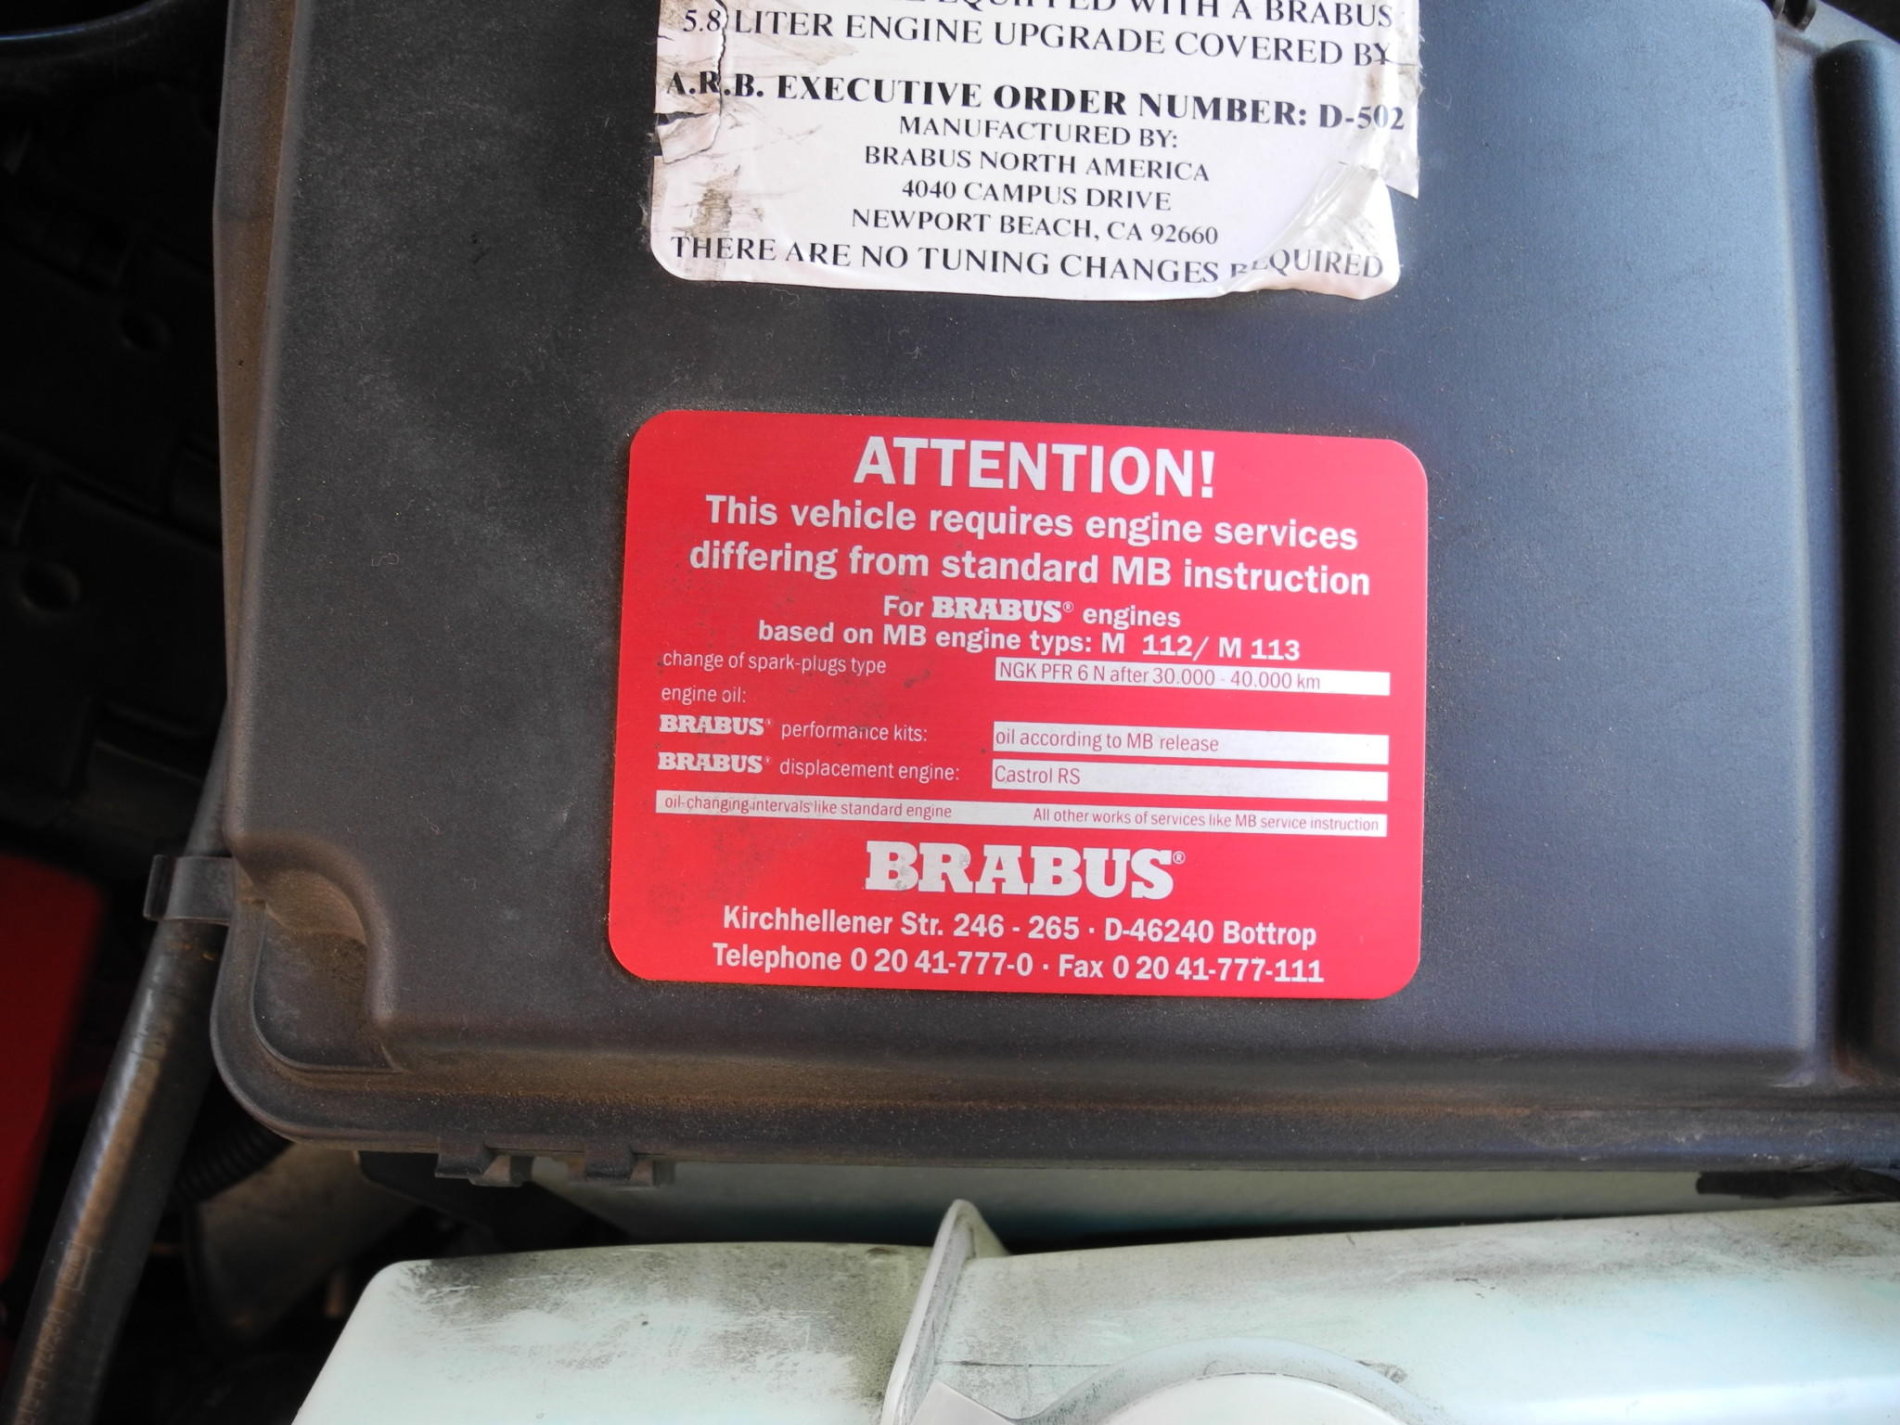 EQUIPPED WITH A BRABUS
5.8 LITER ENGINE UPGRADE COVERED BY
A.R.B. EXECUTIVE ORDER NUMBER: D-502
MANUFACTURED BY:
BRABUS NORTH AMERICA
4040 CAMPUS DRIVE
NEWPORT BEACH, CA 92660
THERE ARE NO TUNING CHANGES REQUIRED
ATTENTION!
This vehicle requires engine services
differing from standard MB instruction
For BRABUS® engines
based on MB engine typs: M 112/ M 113
change of spark-plugs type NGK PFR 6 N after 30.000 - 40.000 km
engine oil:
BRABUS® performance kits: oil according to MB release
BRABUS® displacement engine: Castrol RS
oil-changing intervals like standard engine All other works of services like MB service instruction
BRABUS®
Kirchhellener Str. 246 - 265 · D-46240 Bottrop
Telephone 0 20 41-777-0 · Fax 0 20 41-777-111